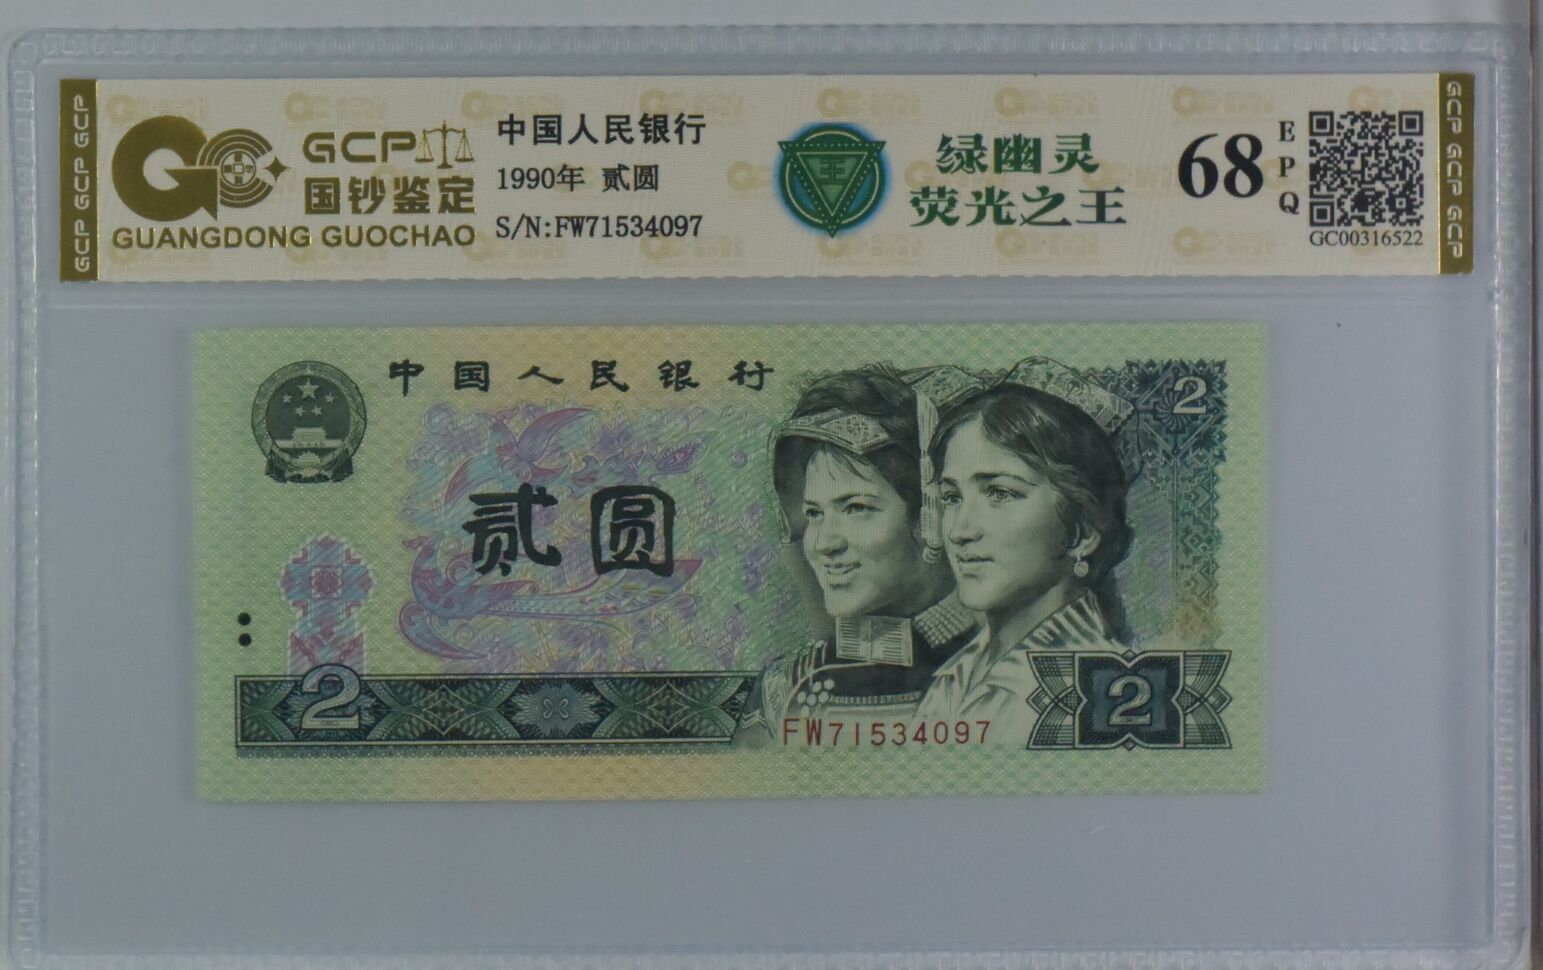 GCP GCP GCP
GCP
国钞鉴定
GUANGDONG GUOCHAO
中国人民银行
1990年 贰圆
S/N:FW71534097
王
绿幽灵
荧光之王
68
EPQ
GC00316522
GCP GCP GCP
中国人民银行
2
贰圆
2
FW71534097
2